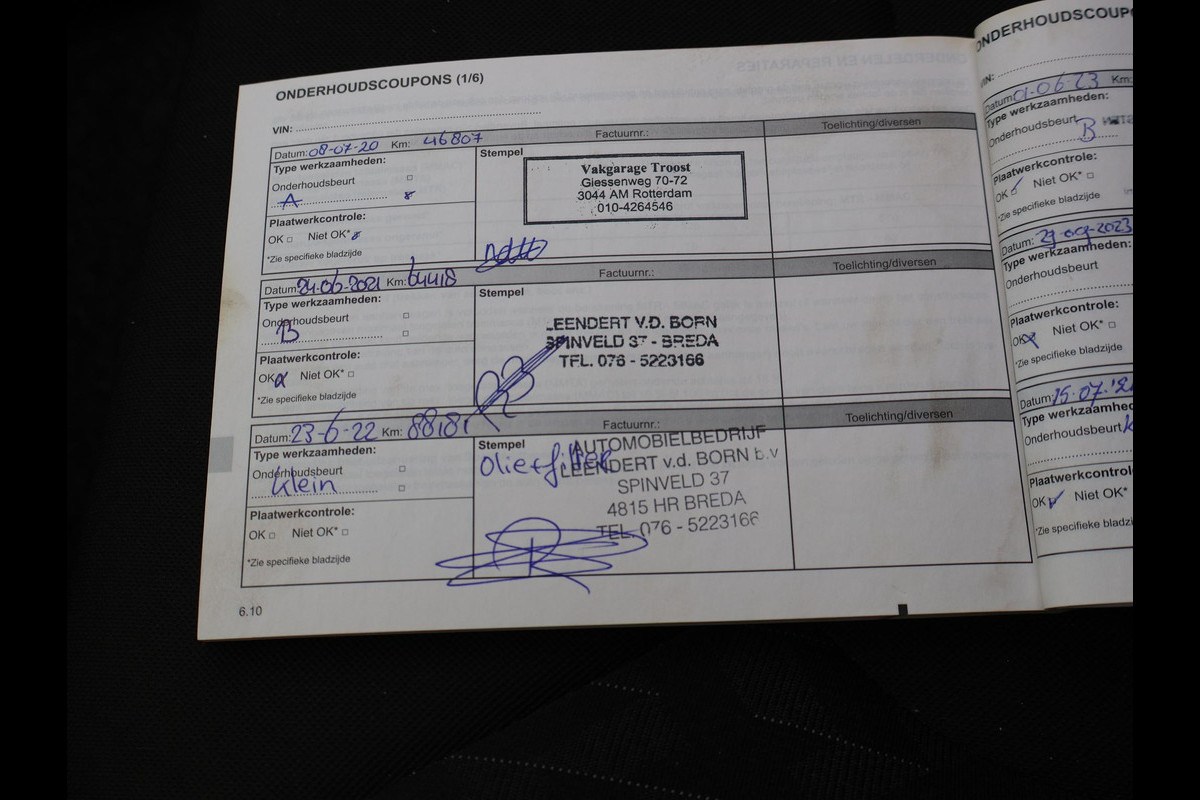 ONDERHOUDSCOUPONS (1/6)
VIN:
Datum: 08-07-20 Km: 46807 Factuurnr.: Toelichting/diversen
Type werkzaamheden:
Onderhoudsbeurt
A
Plaatwerkcontrole:
OK Niet OK*
*Zie specifieke bladzijde
Stempel
Vakgarage Troost
Giessenweg 70-72
3044 AM Rotterdam
010-4264546
Datum: 24-06-2021 Km: 64418 Factuurnr.: Toelichting/diversen
Type werkzaamheden:
Onderhoudsbeurt
B
Plaatwerkcontrole:
OK Niet OK*
*Zie specifieke bladzijde
Stempel
LEENDERT V.D. BORN
SPINVELD 37 - BREDA
TEL. 076 - 5223166
Datum: 23-6-22 Km: 88181 Factuurnr.: Toelichting/diversen
Type werkzaamheden:
Onderhoudsbeurt
klein
Plaatwerkcontrole:
OK Niet OK*
*Zie specifieke bladzijde
Stempel
Olie+filter
AUTOMOBIELBEDRIJF
LEENDERT v.d. BORN b.v
SPINVELD 37
4815 HR BREDA
TEL. 076 - 5223166
6.10
ONDERHOUDSCOUP
VIN:
Datum: 01-06-23 Km:
Type werkzaamheden:
Onderhoudsbeurt
B
Plaatwerkcontrole:
OK Niet OK*
*Zie specifieke bladzijde
Datum: 2023
Type werkzaamheden:
Onderhoudsbeurt
Plaatwerkcontrole:
OK Niet OK*
*Zie specifieke bladzijde
Datum: 15.07.'2
Type werkzaamhed
Onderhoudsbeurt
Plaatwerkcontrole:
OK Niet OK*
*Zie specifieke bladzij